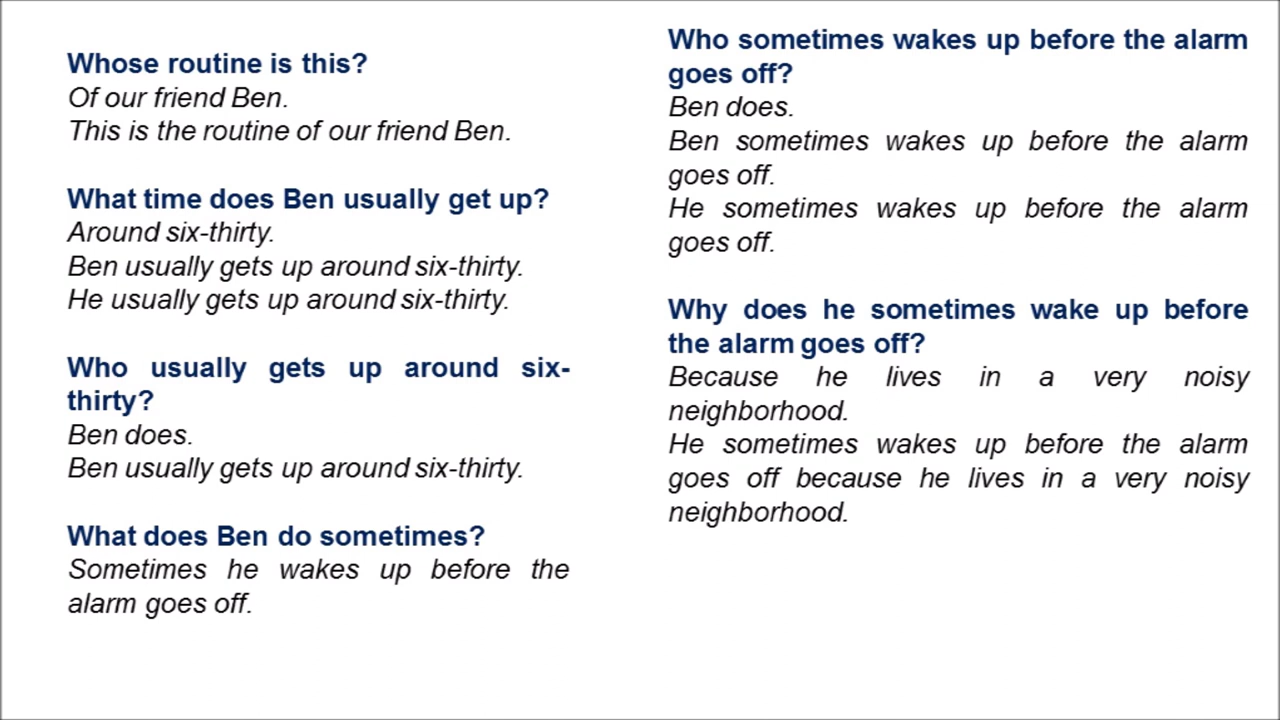 Whose routine is this?
Of our friend Ben.
This is the routine of our friend Ben.
What time does Ben usually get up?
Around six-thirty.
Ben usually gets up around six-thirty.
He usually gets up around six-thirty.
Who usually gets up around six-
thirty?
Ben does.
Ben usually gets up around six-thirty.
What does Ben do sometimes?
Sometimes he wakes up before the
alarm goes off.
Who sometimes wakes up before the alarm
goes off?
Ben does.
Ben sometimes wakes up before the alarm
goes off.
He sometimes wakes up before the alarm
goes off.
Why does he sometimes wake up before
the alarm goes off?
Because he lives in a very noisy
neighborhood.
He sometimes wakes up before the alarm
goes off because he lives in a very noisy
neighborhood.